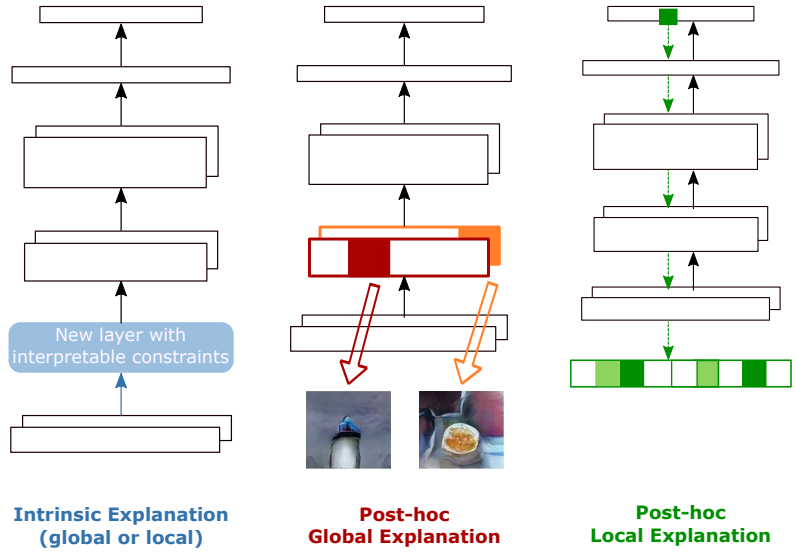 New layer with
interpretable constraints
Intrinsic Explanation
(global or local)
Post-hoc
Global Explanation
Post-hoc
Local Explanation